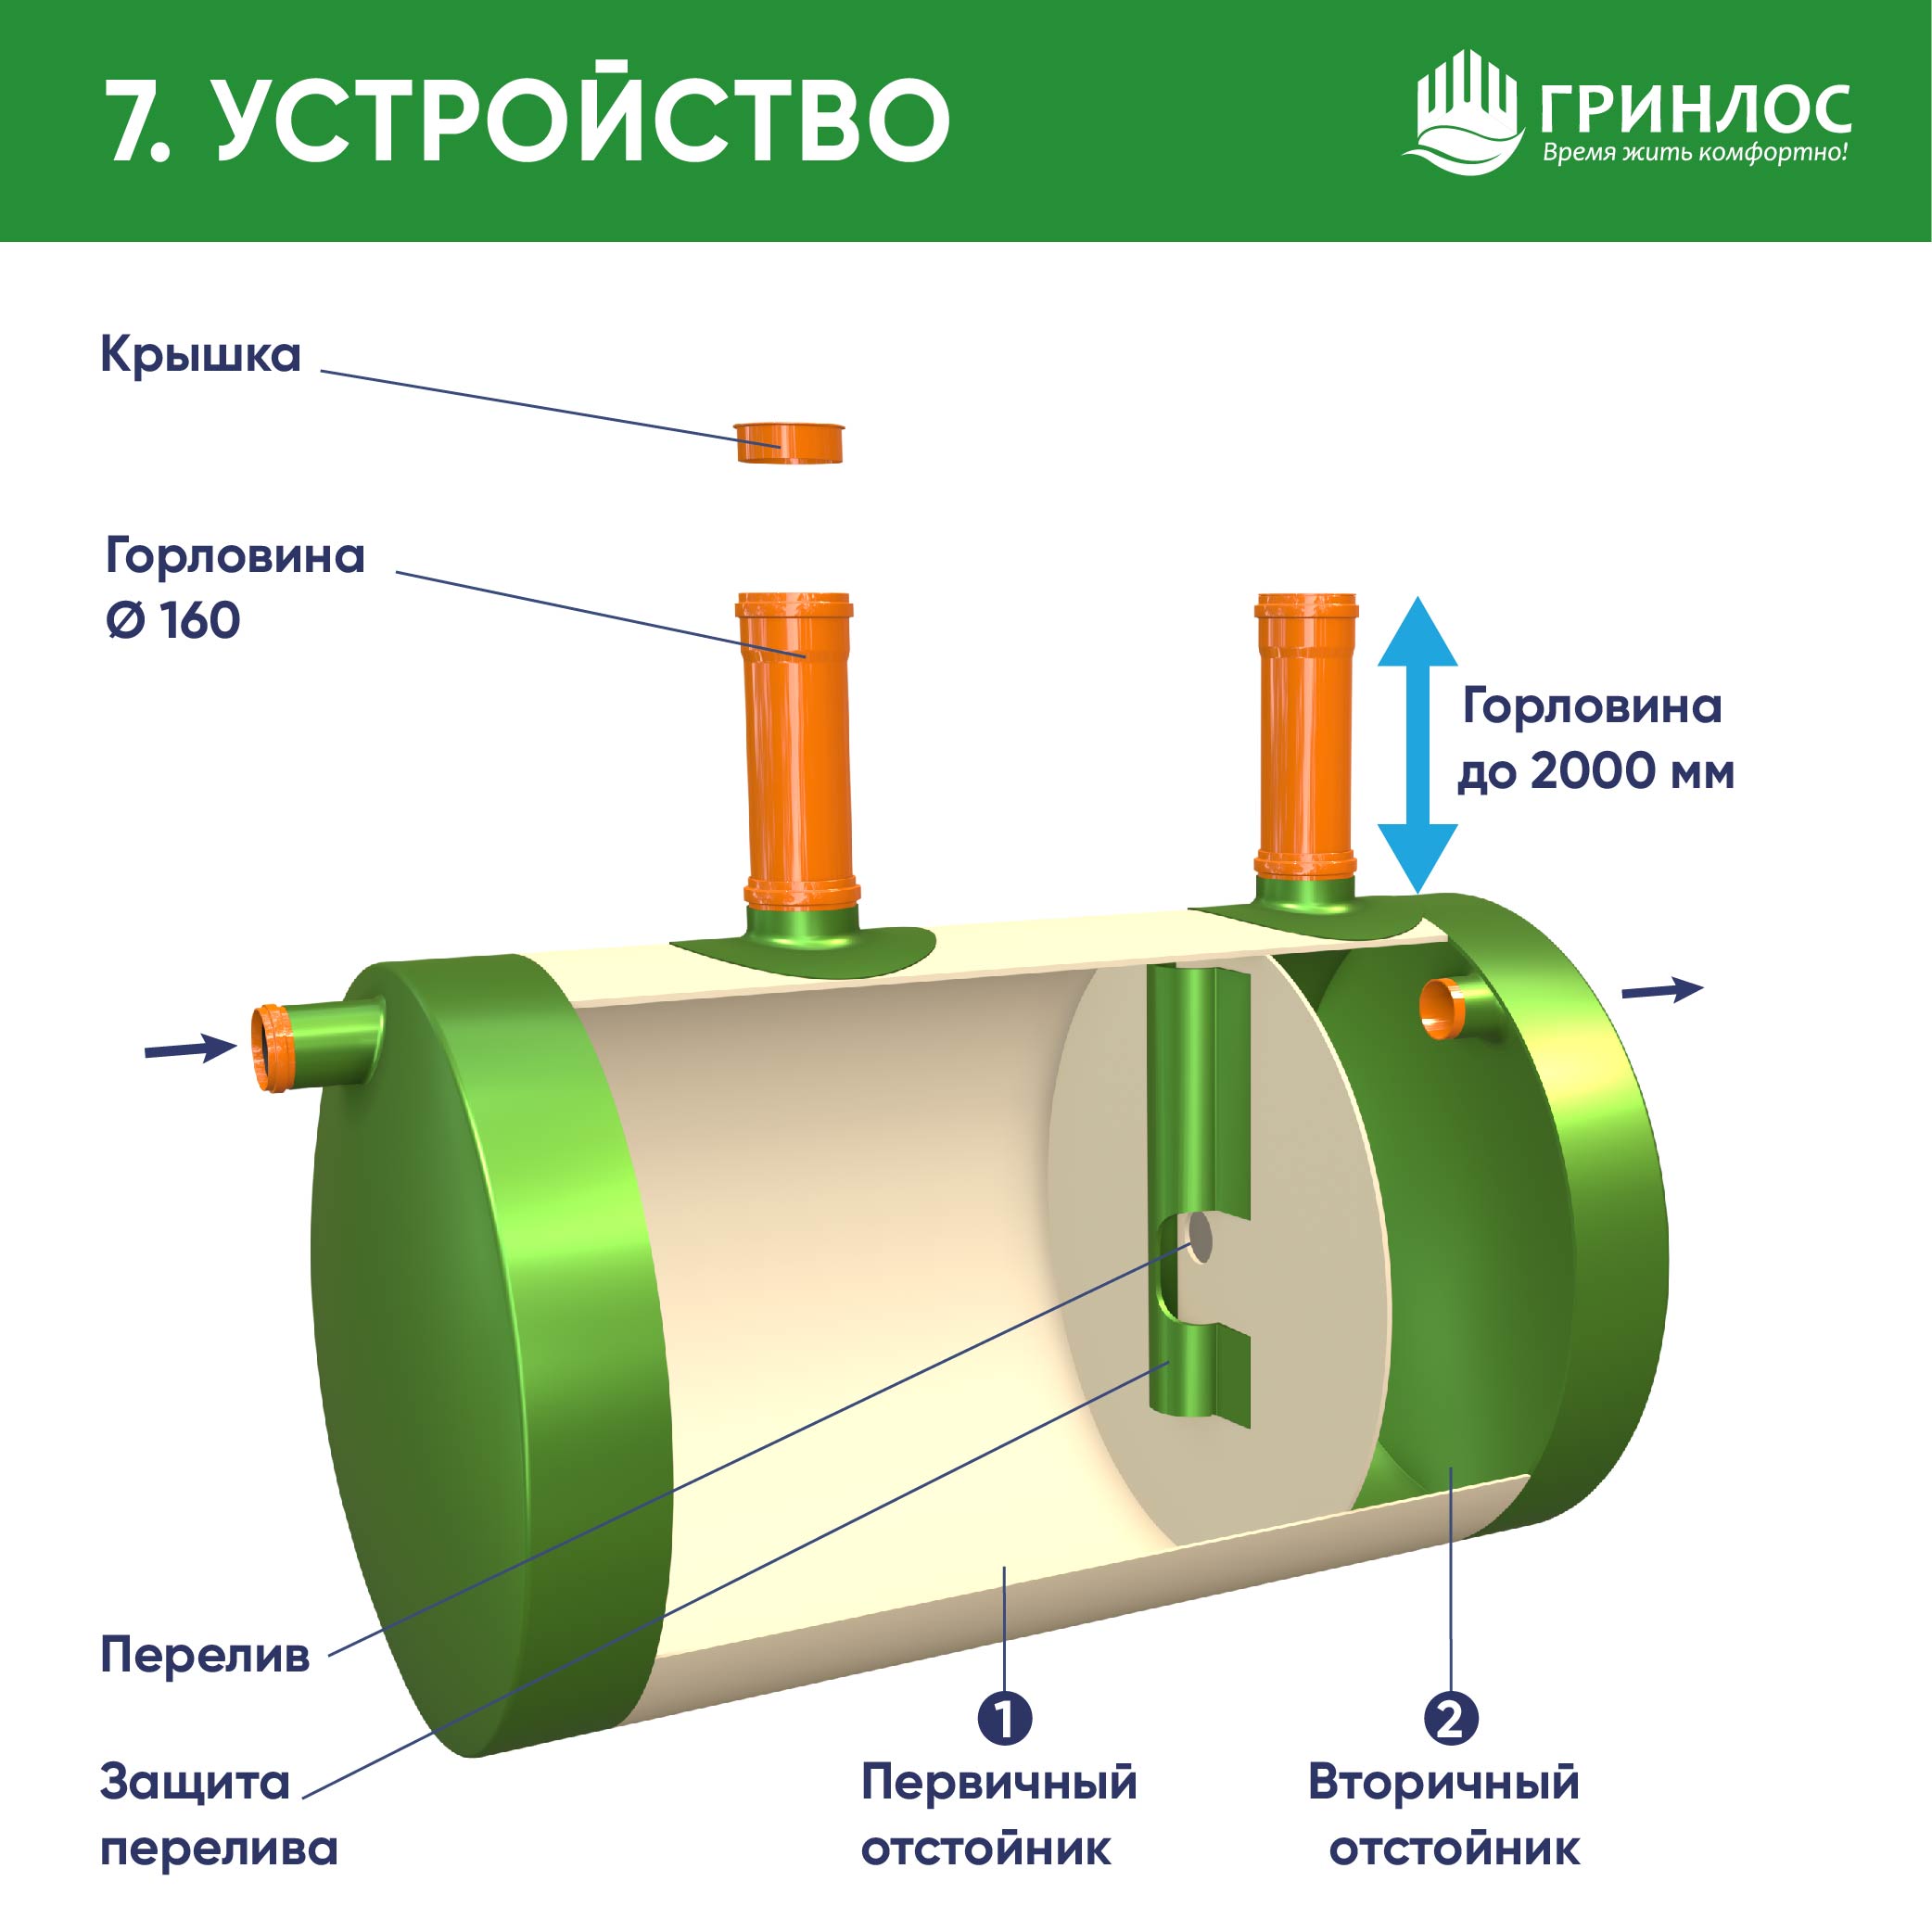 7. УСТРОЙСТВО
ГРИНЛОС
Время жить комфортно!
Крышка
Горловина
Ø 160
Горловина
до 2000 мм
Перелив
Защита
перелива
1
Первичный
отстойник
2
Вторичный
отстойник